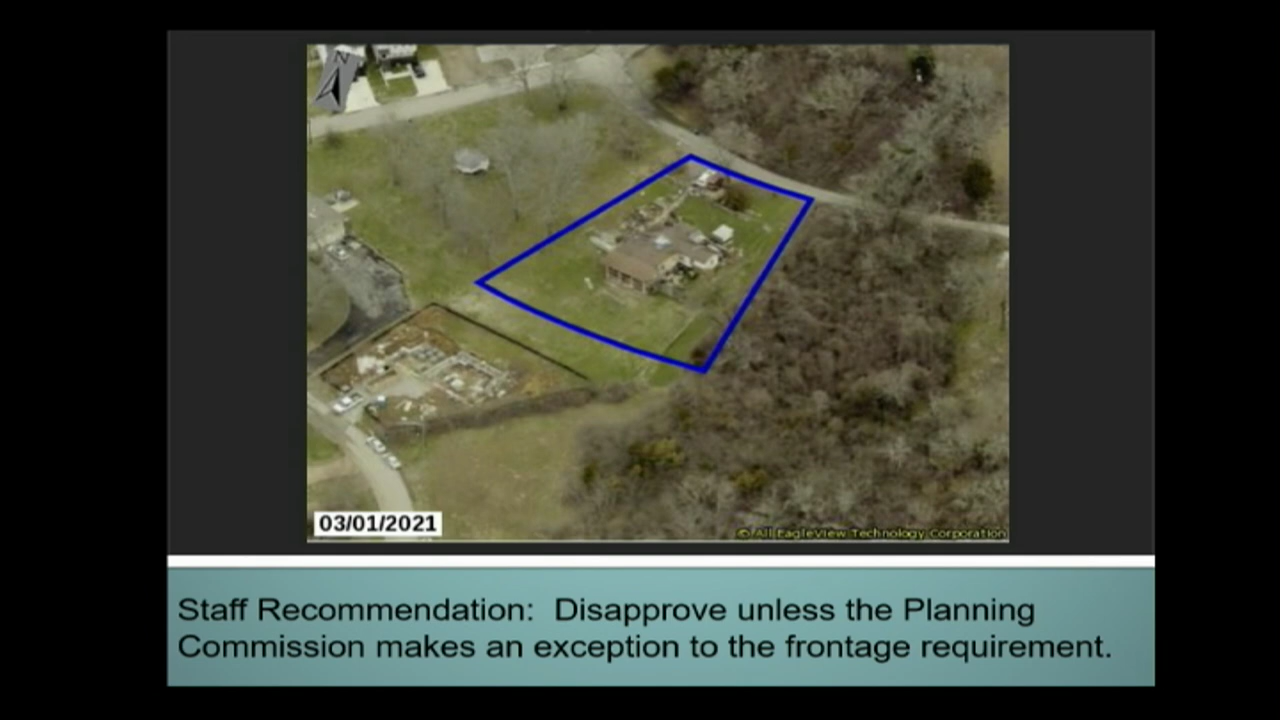 N
03/01/2021
© All EagleView Technology Corporation
Staff Recommendation: Disapprove unless the Planning
Commission makes an exception to the frontage requirement.